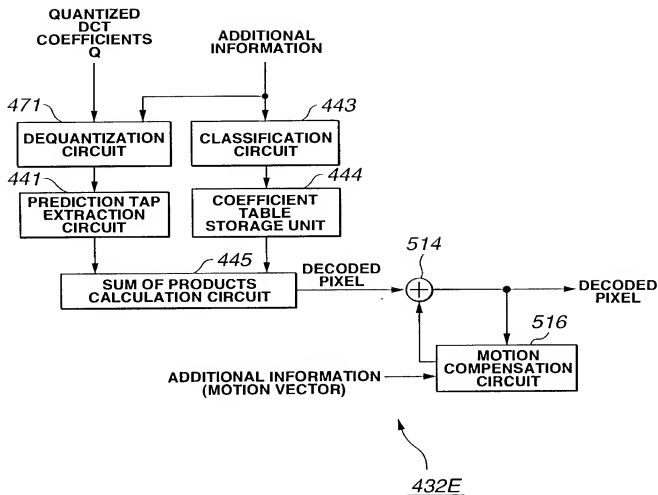 QUANTIZED
DCT
COEFFICIENTS
Q
ADDITIONAL
INFORMATION
471
443
DEQUANTIZATION
CIRCUIT
CLASSIFICATION
CIRCUIT
441
444
PREDICTION TAP
EXTRACTION
CIRCUIT
COEFFICIENT
TABLE
STORAGE UNIT
445
SUM OF PRODUCTS
CALCULATION CIRCUIT
DECODED
PIXEL
514
+
DECODED
PIXEL
516
MOTION
COMPENSATION
CIRCUIT
ADDITIONAL INFORMATION
(MOTION VECTOR)
432E